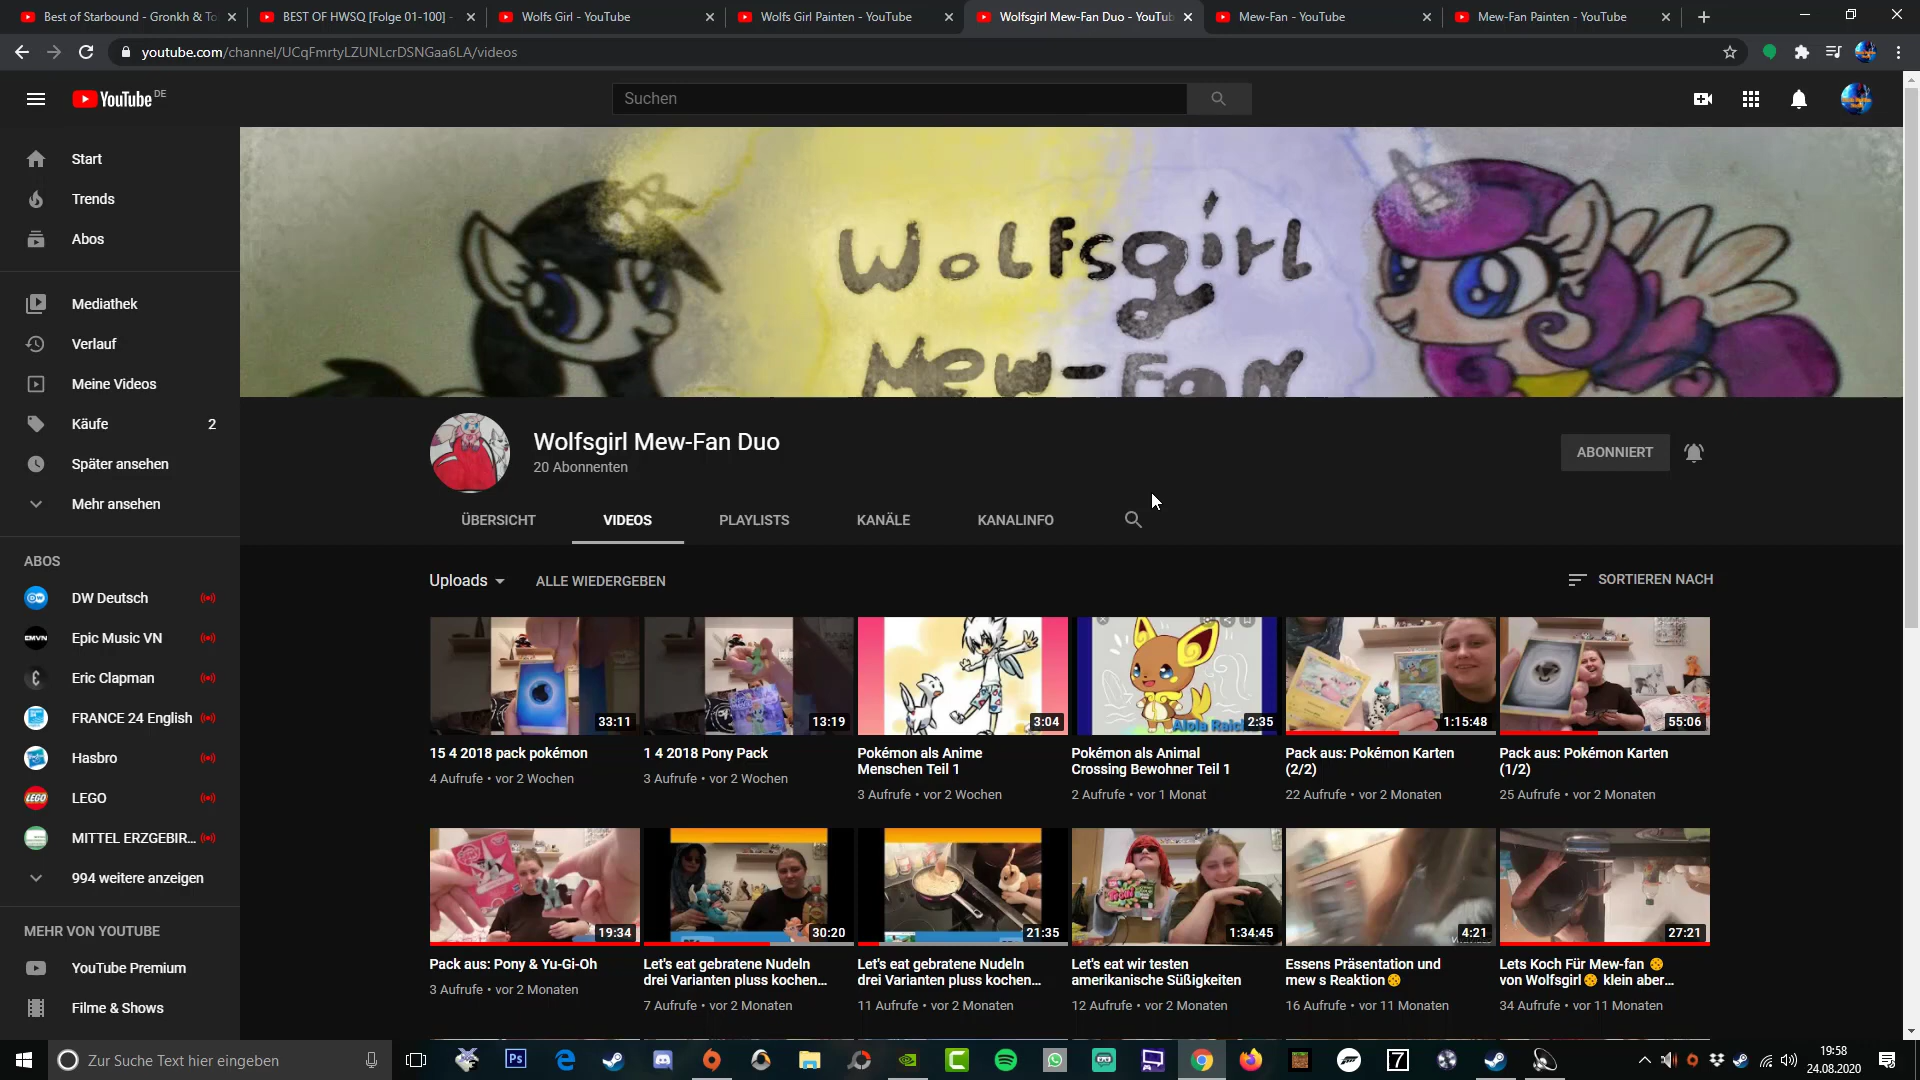 Best of Starbound - Gronkh & To
BEST OF HWSQ [Folge 01-100] -
Wolfs Girl - YouTube
Wolfs Girl Painten - YouTube
Wolfsgirl Mew-Fan Duo - YouTub
Mew-Fan - YouTube
Mew-Fan Painten - YouTube
youtube.com/channel/UCqFmrtyLZUNLcrDSNGaa6LA/videos
YouTube DE
Suchen
Start
Trends
Abos
Mediathek
Verlauf
Meine Videos
Käufe 2
Später ansehen
Mehr ansehen
ABOS
DW Deutsch
Epic Music VN
Eric Clapman
FRANCE 24 English
Hasbro
LEGO
MITTEL ERZGEBIR...
994 weitere anzeigen
MEHR VON YOUTUBE
YouTube Premium
Filme & Shows
Wolfsgirl
Mew-Fan
Wolfsgirl Mew-Fan Duo
20 Abonnenten
ABONNIERT
ÜBERSICHT
VIDEOS
PLAYLISTS
KANÄLE
KANALINFO
Uploads
ALLE WIEDERGEBEN
SORTIEREN NACH
33:11
15 4 2018 pack pokémon
4 Aufrufe • vor 2 Wochen
13:19
1 4 2018 Pony Pack
3 Aufrufe • vor 2 Wochen
3:04
Pokémon als Anime
Menschen Teil 1
3 Aufrufe • vor 2 Wochen
Alola Raich
2:35
Pokémon als Animal
Crossing Bewohner Teil 1
2 Aufrufe • vor 1 Monat
1:15:48
Pack aus: Pokémon Karten
(2/2)
22 Aufrufe • vor 2 Monaten
55:06
Pack aus: Pokémon Karten
(1/2)
25 Aufrufe • vor 2 Monaten
19:34
Pack aus: Pony & Yu-Gi-Oh
3 Aufrufe • vor 2 Monaten
30:20
Let's eat gebratene Nudeln
drei Varianten pluss kochen...
7 Aufrufe • vor 2 Monaten
21:35
Let's eat gebratene Nudeln
drei Varianten pluss kochen...
11 Aufrufe • vor 2 Monaten
1:34:45
Let's eat wir testen
amerikanische Süßigkeiten
12 Aufrufe • vor 2 Monaten
4:21
Essens Präsentation und
mew s Reaktion
16 Aufrufe • vor 11 Monaten
27:21
Lets Koch Für Mew-fan
von Wolfsgirl klein aber...
34 Aufrufe • vor 11 Monaten
Zur Suche Text hier eingeben
19:58
24.08.2020